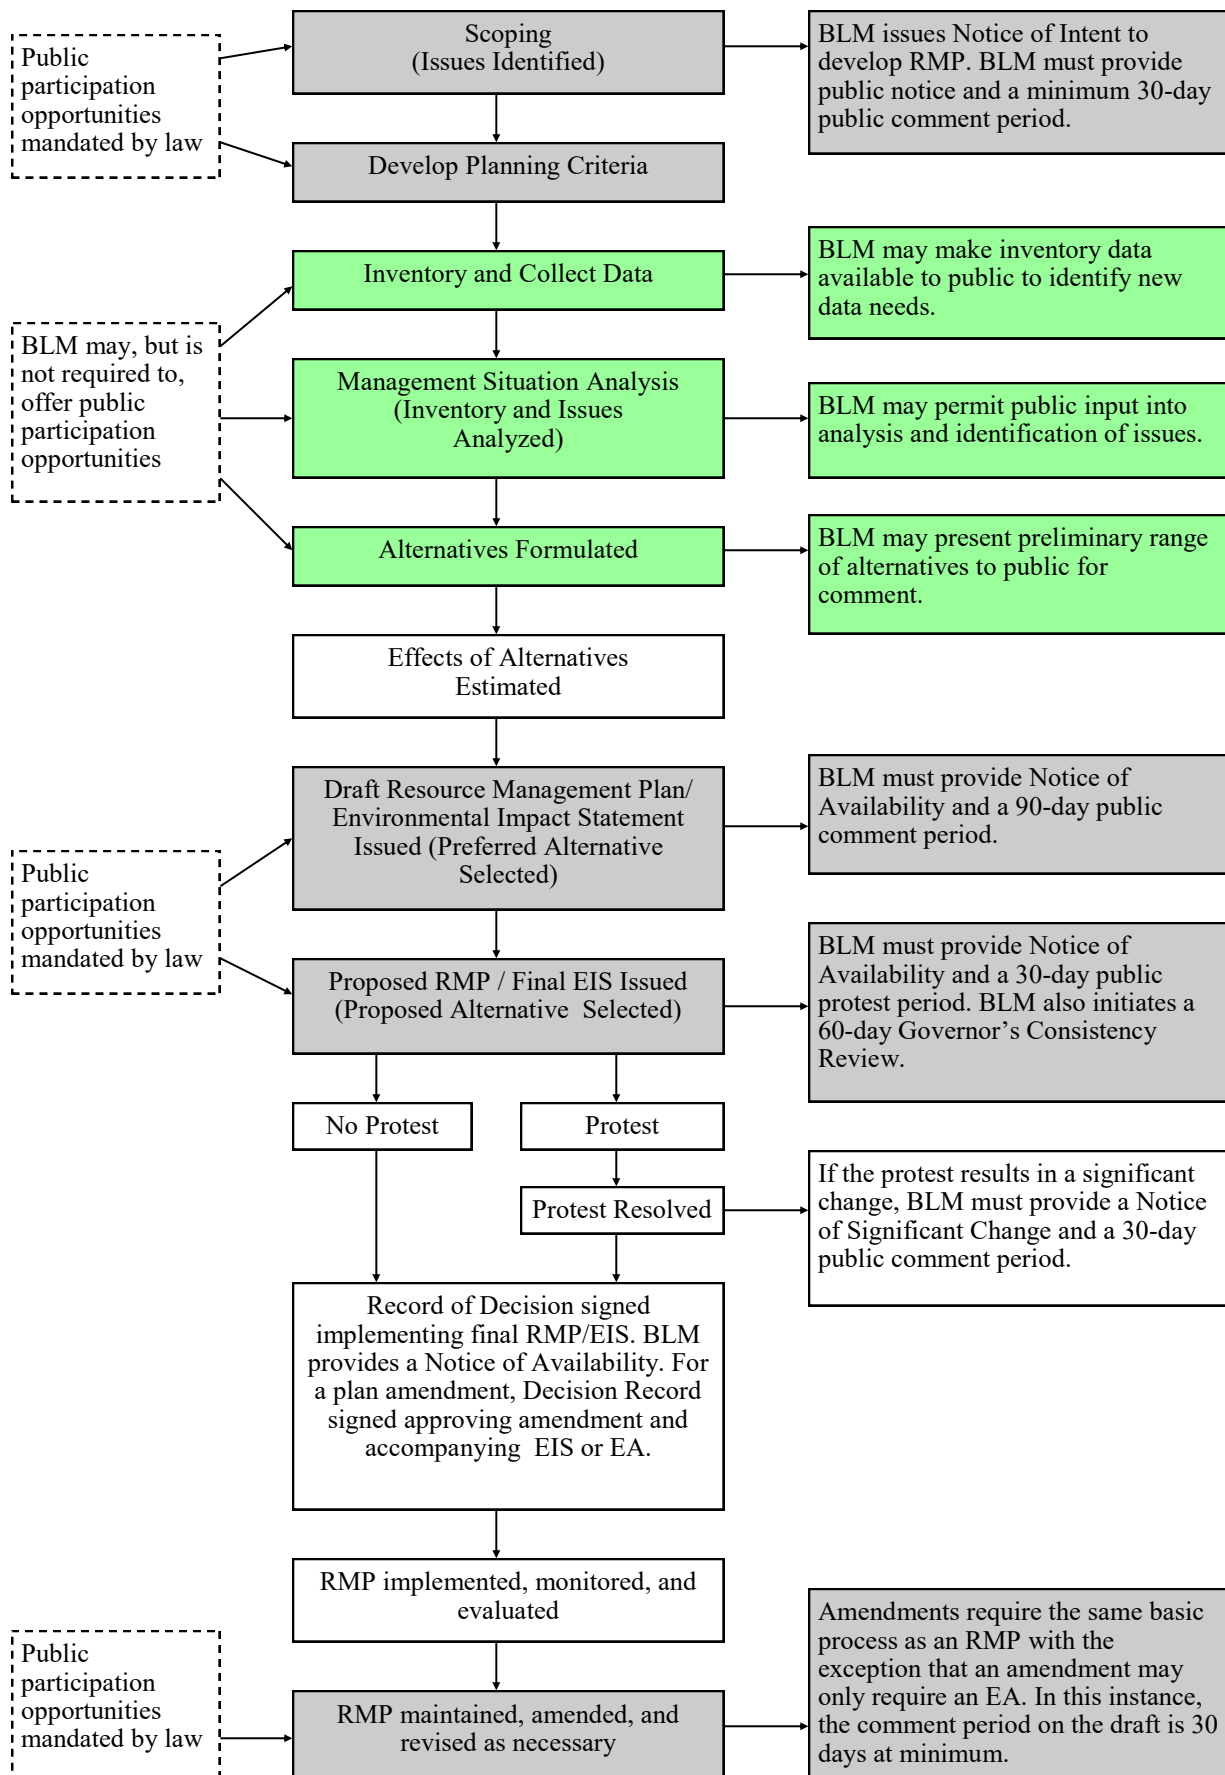 Public
participation
opportunities
mandated by law
Scoping
(Issues Identified)
BLM issues Notice of Intent to
develop RMP. BLM must provide
public notice and a minimum 30-day
public comment period.
Develop Planning Criteria
BLM may, but is
not required to,
offer public
participation
opportunities
Inventory and Collect Data
BLM may make inventory data
available to public to identify new
data needs.
Management Situation Analysis
(Inventory and Issues
Analyzed)
BLM may permit public input into
analysis and identification of issues.
Alternatives Formulated
BLM may present preliminary range
of alternatives to public for
comment.
Effects of Alternatives
Estimated
Public
participation
opportunities
mandated by law
Draft Resource Management Plan/
Environmental Impact Statement
Issued (Preferred Alternative
Selected)
BLM must provide Notice of
Availability and a 90-day public
comment period.
Proposed RMP / Final EIS Issued
(Proposed Alternative  Selected)
BLM must provide Notice of
Availability and a 30-day public
protest period. BLM also initiates a
60-day Governor’s Consistency
Review.
No Protest
Protest
Protest Resolved
If the protest results in a significant
change, BLM must provide a Notice
of Significant Change and a 30-day
public comment period.
Record of Decision signed
implementing final RMP/EIS. BLM
provides a Notice of Availability. For
a plan amendment, Decision Record
signed approving amendment and
accompanying  EIS or EA.
RMP implemented, monitored, and
evaluated
Public
participation
opportunities
mandated by law
RMP maintained, amended, and
revised as necessary
Amendments require the same basic
process as an RMP with the
exception that an amendment may
only require an EA. In this instance,
the comment period on the draft is 30
days at minimum.